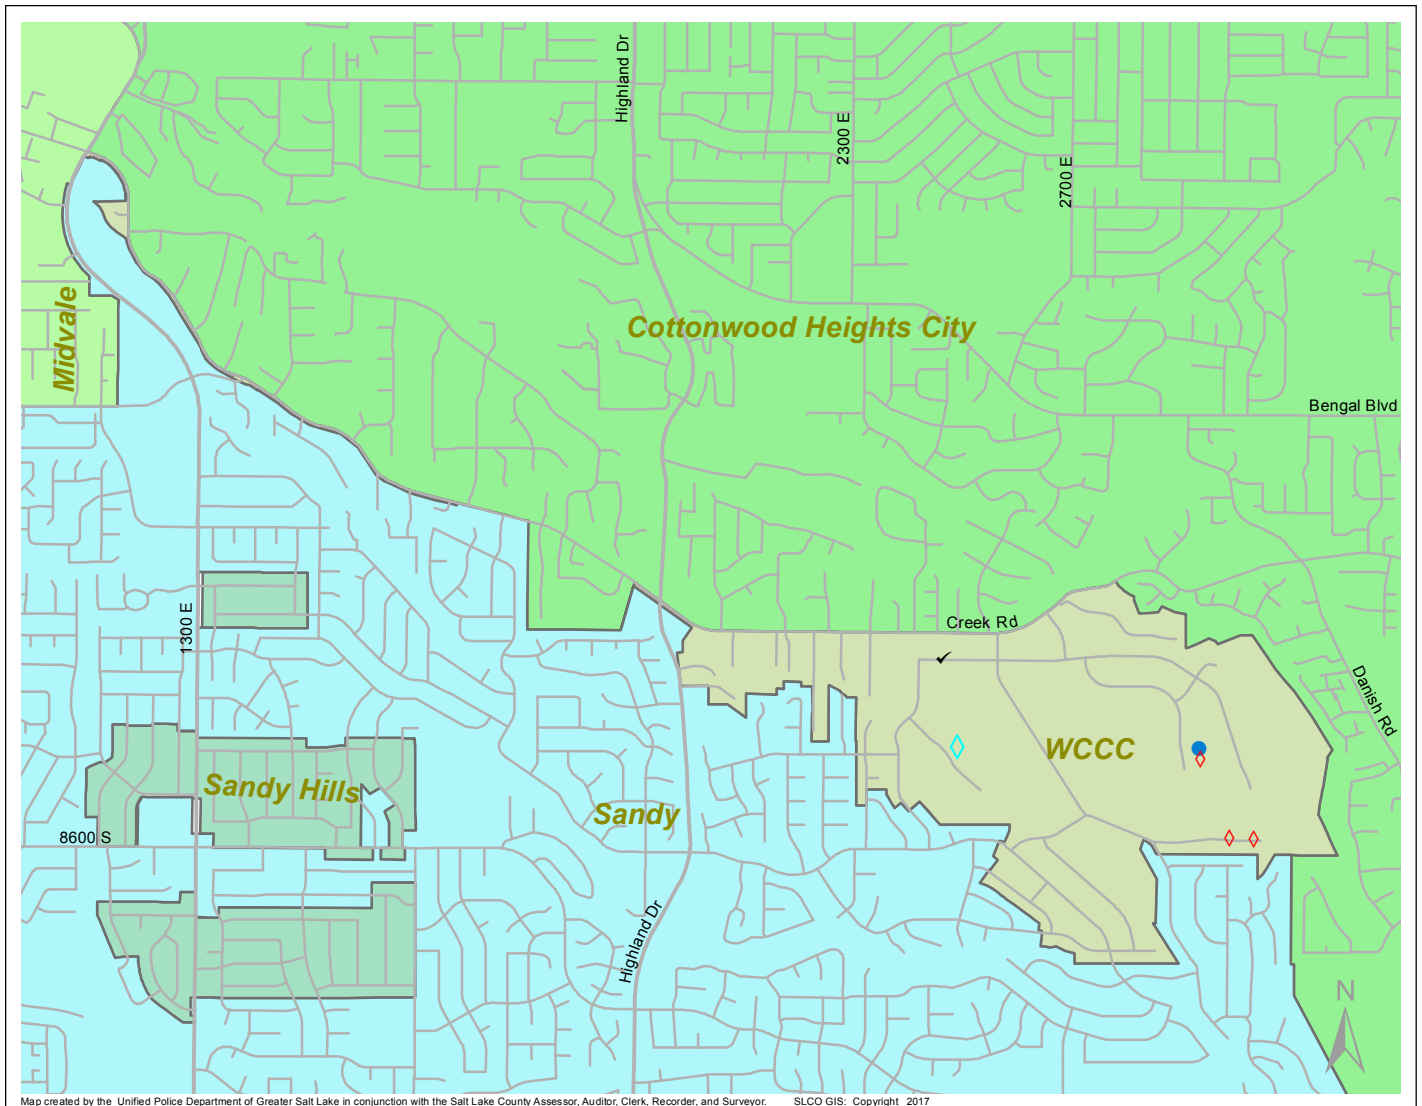 Highland Dr
2300 E
2700 E
Midvale
Cottonwood Heights City
Bengal Blvd
1300 E
Creek Rd
Danish Rd
WCCC
Sandy Hills
Sandy
8600 S
Highland Dr
N
Map created by the Unified Police Department of Greater Salt Lake in conjunction with the Salt Lake County Assessor, Auditor, Clerk, Recorder, and Surveyor. SLCO GIS: Copyright 2017